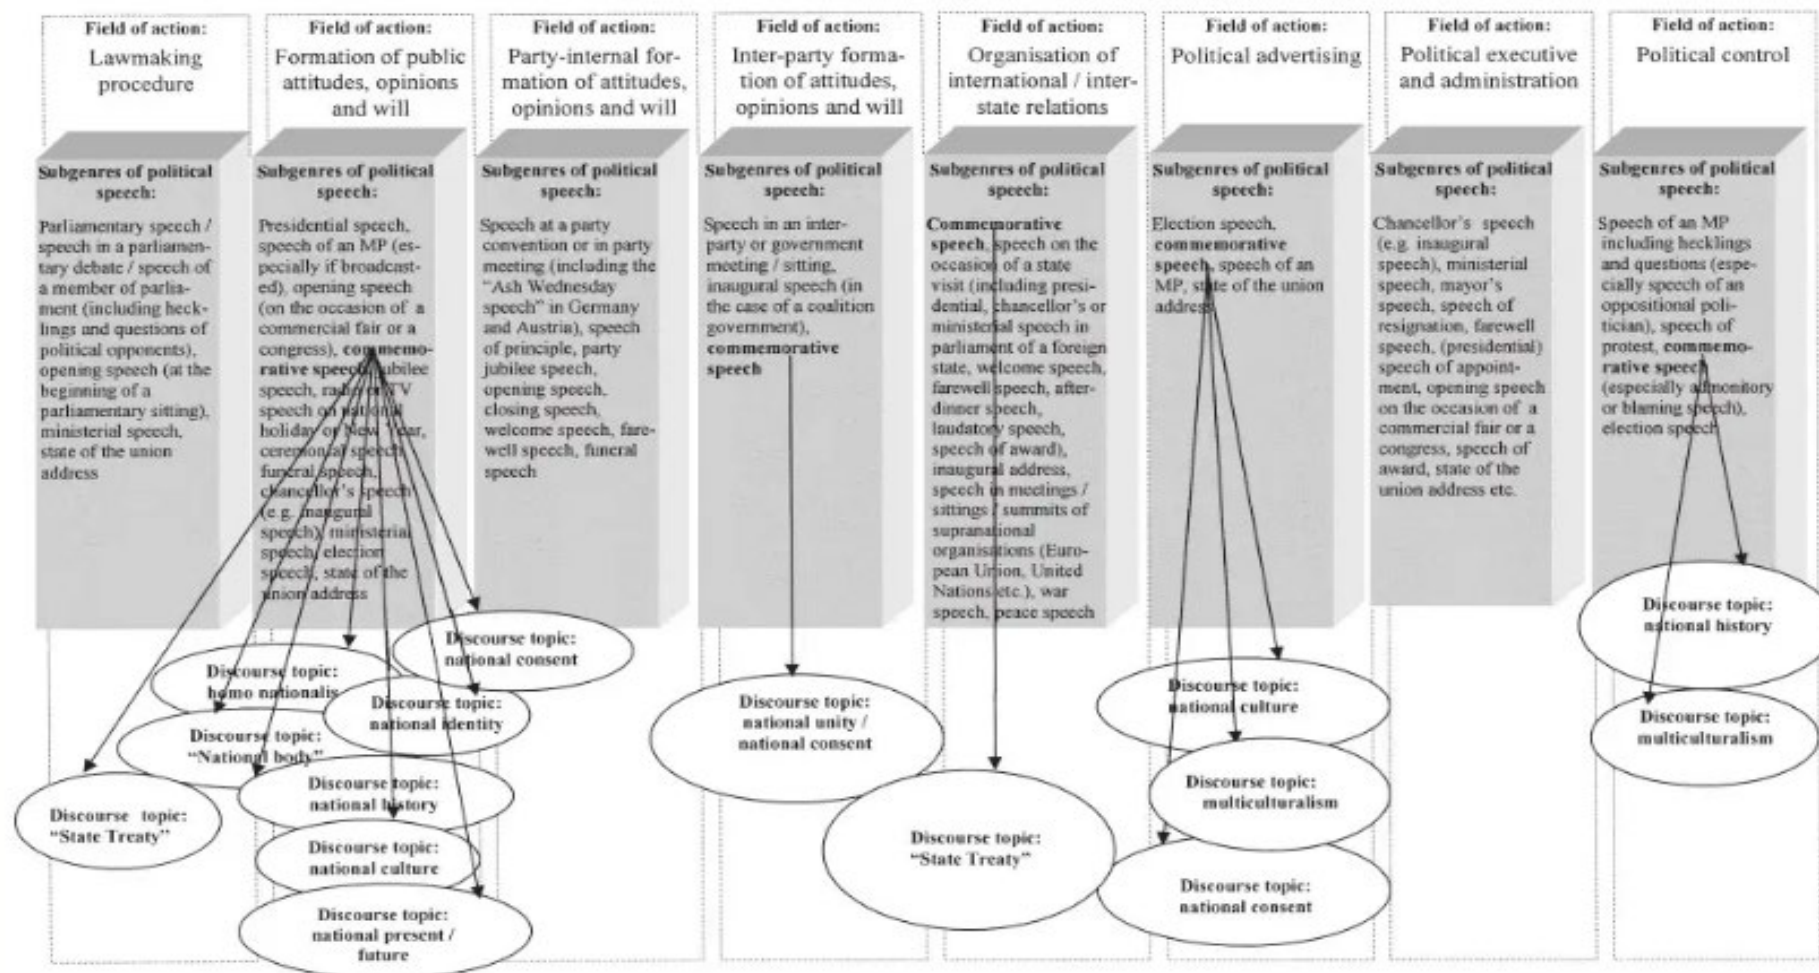 Field of action:
Lawmaking
procedure
Subgenres of political
speech:
Parliamentary speech /
speech in a parliamen-
tary debate / speech of
a member of parlia-
ment (including heck-
lings and questions of
political opponents),
opening speech (at the
beginning of a
parliamentary sitting),
ministerial speech,
state of the union
address
Field of action:
Formation of public
attitudes, opinions
and will
Subgenres of political
speech:
Presidential speech,
speech of an MP (es-
pecially if broadcast-
ed), opening speech
(on the occasion of a
commercial fair or a
congress), commemo-
rative speech, jubilee
speech, radio or TV
speech on national
holiday or New Year,
ceremonial speech,
funeral speech,
chancellor's speech
(e.g. inaugural
speech), ministerial
speech, election
speech, state of the
union address
Field of action:
Party-internal for-
mation of attitudes,
opinions and will
Subgenres of political
speech:
Speech at a party
convention or in party
meeting (including the
“Ash Wednesday
speech” in Germany
and Austria), speech
of principle, party
jubilee speech,
opening speech,
closing speech,
welcome speech, fare-
well speech, funeral
speech
Field of action:
Inter-party forma-
tion of attitudes,
opinions and will
Subgenres of political
speech:
Speech in an inter-
party or government
meeting / sitting,
inaugural speech (in
the case of a coalition
government),
commemorative
speech
Field of action:
Organisation of
international / inter-
state relations
Subgenres of political
speech:
Commemorative
speech, speech on the
occasion of a state
visit (including presi-
dential, chancellor's or
ministerial speech in
parliament of a foreign
state, welcome speech,
farewell speech, after-
dinner speech,
laudatory speech,
speech of award),
inaugural address,
speech in meetings /
sittings / summits of
supranational
organisations (Euro-
pean Union, United
Nations etc.), war
speech, peace speech
Field of action:
Political advertising
Subgenres of political
speech:
Election speech,
commemorative
speech, speech of an
MP, state of the union
address
Field of action:
Political executive
and administration
Subgenres of political
speech:
Chancellor's speech
(e.g. inaugural
speech), ministerial
speech, mayor's
speech, speech of
resignation, farewell
speech, (presidential)
speech of appoint-
ment, opening speech
on the occasion of a
commercial fair or a
congress, speech of
award, state of the
union address etc.
Field of action:
Political control
Subgenres of political
speech:
Speech of an MP
including hecklings
and questions (espe-
cially speech of an
oppositional poli-
tician), speech of
protest, commemo-
rative speech
(especially admonitory
or blaming speech),
election speech
Discourse topic:
national consent
Discourse topic:
homo nationalis
Discourse topic:
national identity
Discourse topic:
“National body”
Discourse topic:
national history
Discourse topic:
“State Treaty”
Discourse topic:
national culture
Discourse topic:
national present /
future
Discourse topic:
national unity /
national consent
Discourse topic:
“State Treaty”
Discourse topic:
national culture
Discourse topic:
multiculturalism
Discourse topic:
national consent
Discourse topic:
national history
Discourse topic:
multiculturalism